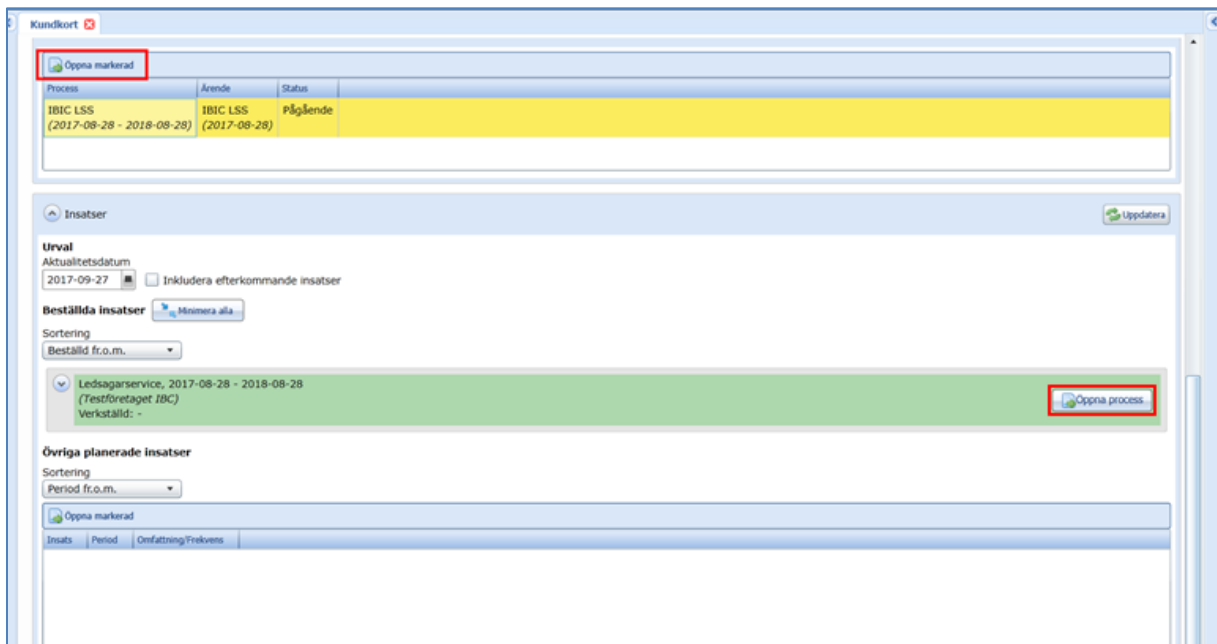 Kundkort
Öppna markerad
Process Ärende Status
IBIC LSS IBIC LSS Pågående
(2017-08-28 - 2018-08-28) (2017-08-28)
Insatser Uppdatera
Urval
Aktualitetsdatum
2017-09-27 Inkludera efterkommande insatser
Beställda insatser Minimera alla
Sortering
Beställd fr.o.m.
Ledsagarservice, 2017-08-28 - 2018-08-28
(Testföretaget IBC)
Öppna process
Verkställd: -
Övriga planerade insatser
Sortering
Period fr.o.m.
Öppna markerad
Insats Period Omfattning/Frekvens